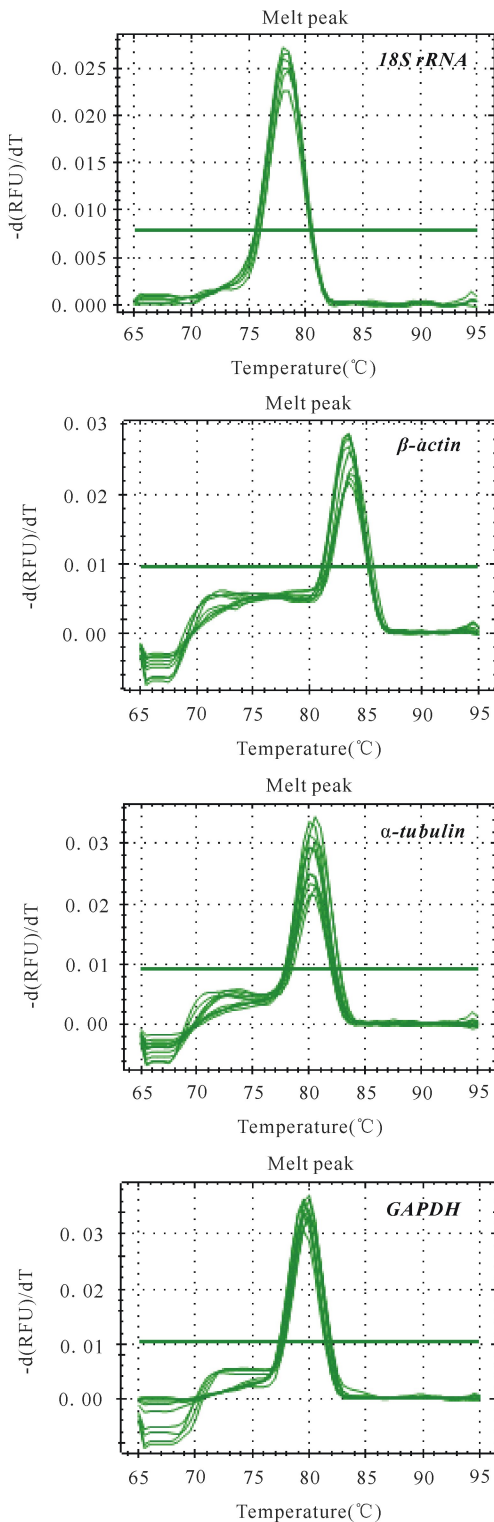 Melt peak
18S rRNA
0.025
0.020
0.015
0.010
0.005
0.000
-d(RFU)/dT
65 70 75 80 85 90 95
Temperature(℃)
Melt peak
β-actin
0.03
0.02
0.01
0.00
-d(RFU)/dT
65 70 75 80 85 90 95
Temperature(℃)
Melt peak
α-tubulin
0.03
0.02
0.01
0.00
-d(RFU)/dT
65 70 75 80 85 90 95
Temperature(℃)
Melt peak
GAPDH
0.03
0.02
0.01
0.00
-d(RFU)/dT
65 70 75 80 85 90 95
Temperature(℃)